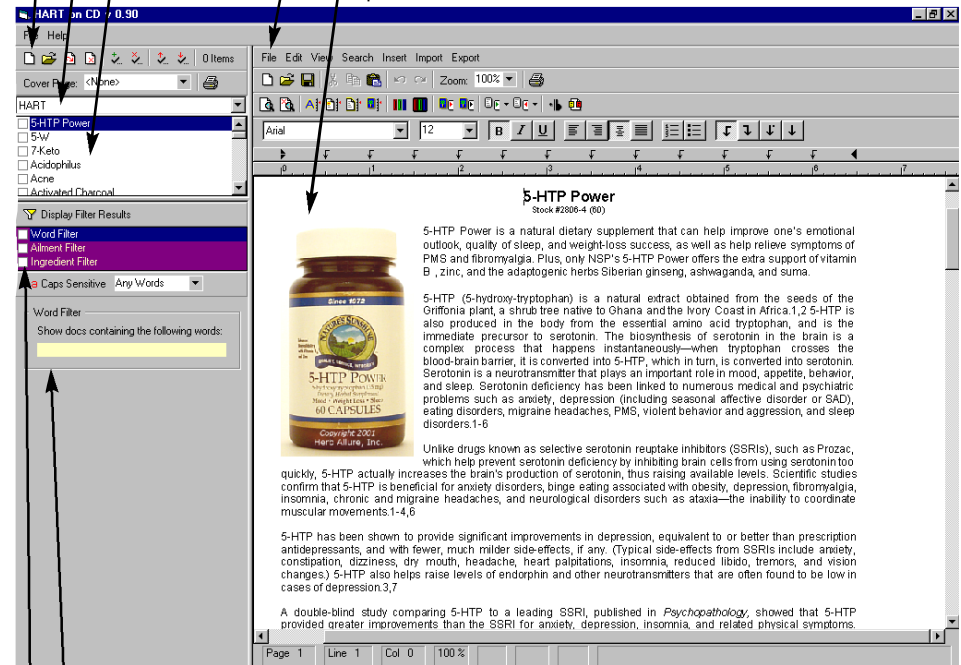 HART on CD v 0.90
File Help
0 Items
Cover Page: <None>
HART
5-HTP Power
5-W
7-Keto
Acidophilus
Acne
Activated Charcoal
Display Filter Results
Word Filter
Ailment Filter
Ingredient Filter
Caps Sensitive Any Words
Word Filter
Show docs containing the following words:
File Edit View Search Insert Import Export
Zoom: 100%
Arial 12 B I U
0 1 2 3 4 5 6 7
5-HTP Power
Stock #2806-4 (60)
5-HTP Power is a natural dietary supplement that can help improve one's emotional
outlook, quality of sleep, and weight-loss success, as well as help relieve symptoms of
PMS and fibromyalgia. Plus, only NSP's 5-HTP Power offers the extra support of vitamin
B , zinc, and the adaptogenic herbs Siberian ginseng, ashwaganda, and suma.
5-HTP (5-hydroxy-tryptophan) is a natural extract obtained from the seeds of the
Griffonia plant, a shrub tree native to Ghana and the Ivory Coast in Africa.1,2 5-HTP is
also produced in the body from the essential amino acid tryptophan, and is the
immediate precursor to serotonin. The biosynthesis of serotonin in the brain is a
complex process that happens instantaneously—when tryptophan crosses the
blood-brain barrier, it is converted into 5-HTP, which in turn, is converted into serotonin.
Serotonin is a neurotransmitter that plays an important role in mood, appetite, behavior,
and sleep. Serotonin deficiency has been linked to numerous medical and psychiatric
problems such as anxiety, depression (including seasonal affective disorder or SAD),
eating disorders, migraine headaches, PMS, violent behavior and aggression, and sleep
disorders.1-6
Unlike drugs known as selective serotonin reuptake inhibitors (SSRIs), such as Prozac,
which help prevent serotonin deficiency by inhibiting brain cells from using serotonin too
quickly, 5-HTP actually increases the brain's production of serotonin, thus raising available levels. Scientific studies
confirm that 5-HTP is beneficial for anxiety disorders, binge eating associated with obesity, depression, fibromyalgia,
insomnia, chronic and migraine headaches, and neurological disorders such as ataxia—the inability to coordinate
muscular movements.1-4,6
5-HTP has been shown to provide significant improvements in depression, equivalent to or better than prescription
antidepressants, and with fewer, much milder side-effects, if any. (Typical side-effects from SSRIs include anxiety,
constipation, dizziness, dry mouth, headache, heart palpitations, insomnia, reduced libido, tremors, and vision
changes.) 5-HTP also helps raise levels of endorphin and other neurotransmitters that are often found to be low in
cases of depression.3,7
A double-blind study comparing 5-HTP to a leading SSRI, published in Psychopathology, showed that 5-HTP
provided greater improvements than the SSRI for anxiety, depression, insomnia, and related physical symptoms.
Since 1972
NATURE'S SUNSHINE
5-HTP POWER
Mood • Weight Loss • Sleep
60 CAPSULES
Copyright 2001
Herb Allure, Inc.
Page 1 Line 1 Col 0 100 %